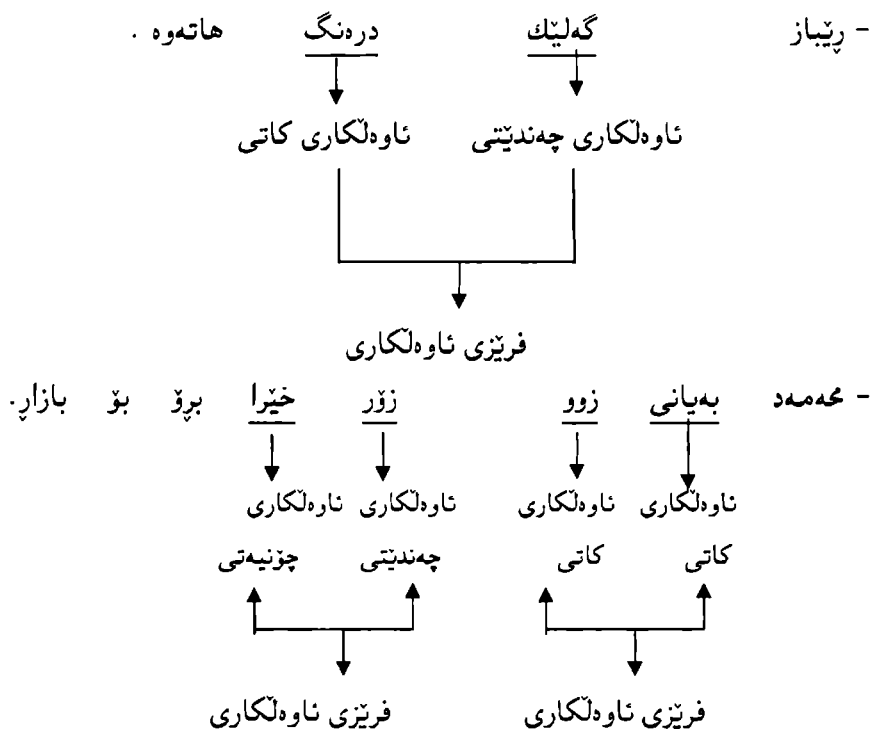 - ڕێباز گەلێك درەنگ هاتەوە .
ئاوەڵکاری چەندێتی ئاوەڵکاری کاتی
فرێزی ئاوەڵکاری
- محەمەد بەیانی زوو زۆر خێرا بڕۆ بۆ بازاڕ.
ئاوەڵکاری ئاوەڵکاری ئاوەڵکاری ئاوەڵکاری
کاتی کاتی چەندێتی چۆنیەتی
فرێزی ئاوەڵکاری فرێزی ئاوەڵکاری